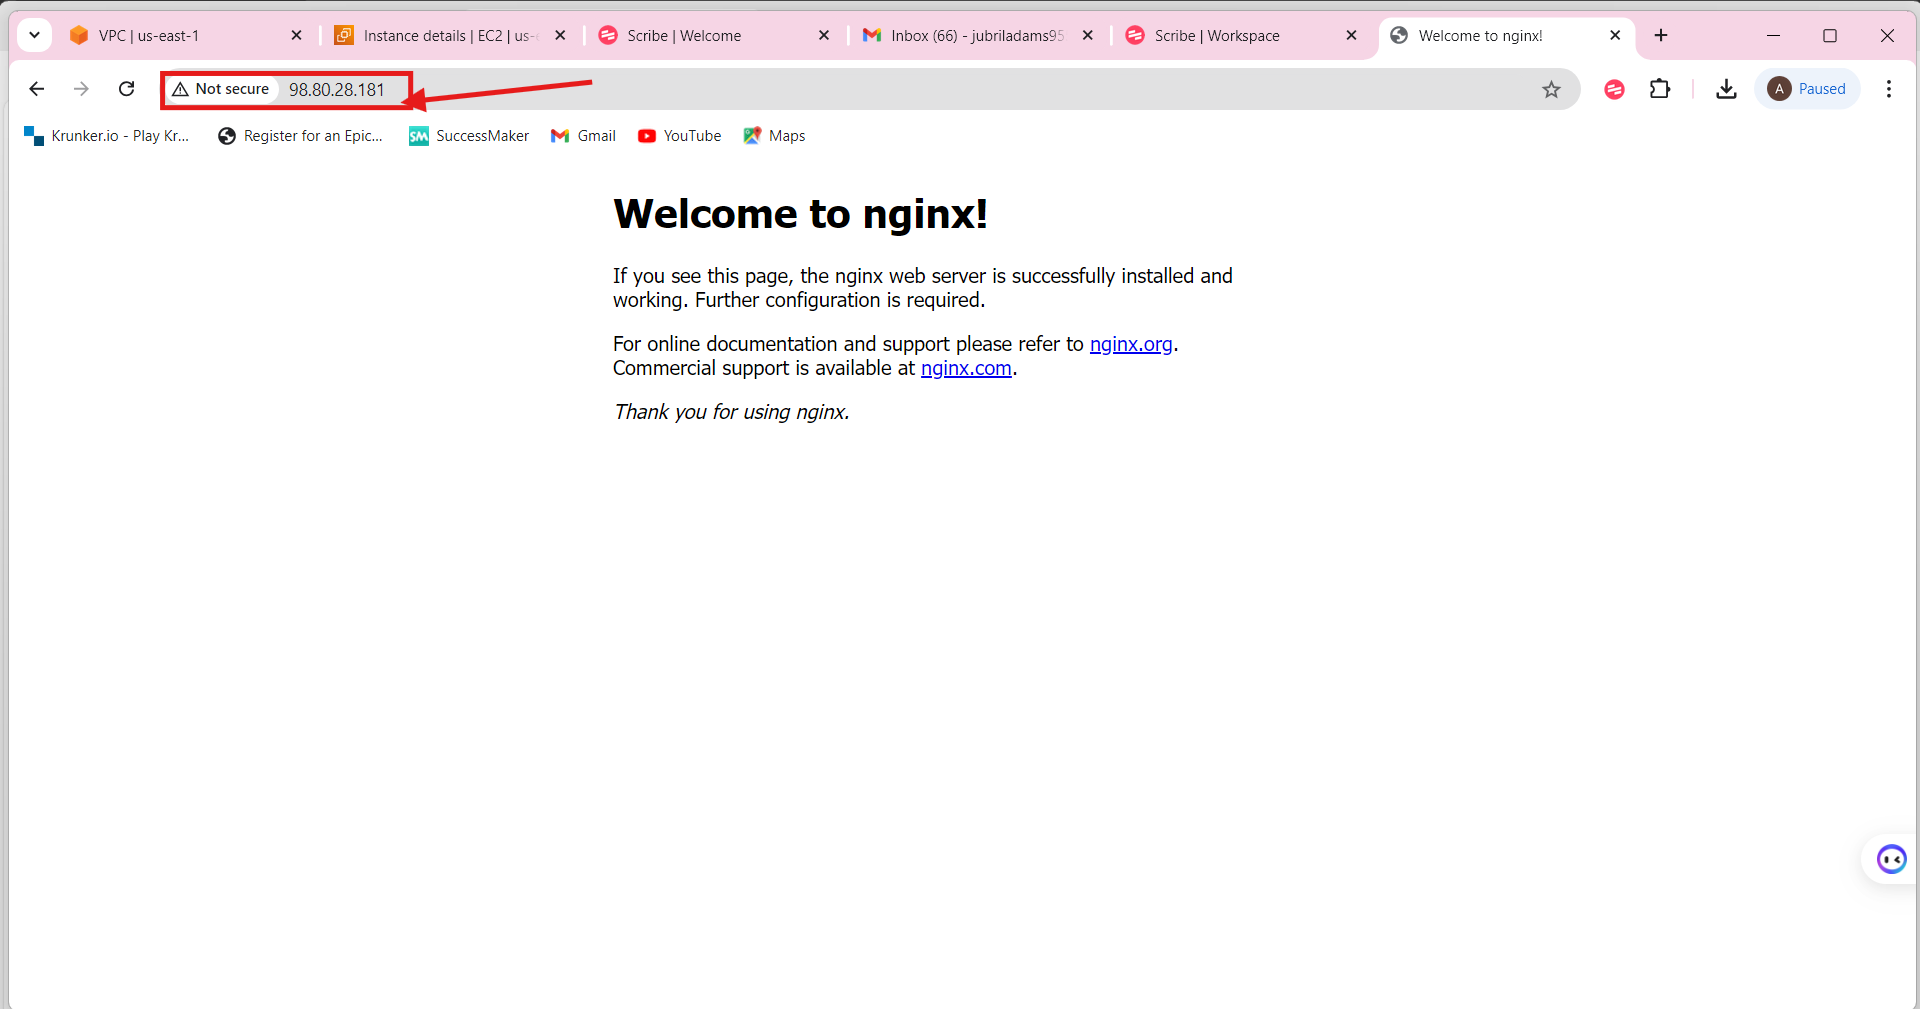 VPC | us-east-1
Instance details | EC2 | us-e
Scribe | Welcome
Inbox (66) - jubriladams95
Scribe | Workspace
Welcome to nginx!
Not secure
98.80.28.181
A
Paused
Krunker.io - Play Kr...
Register for an Epic...
SM
SuccessMaker
Gmail
YouTube
Maps
Welcome to nginx!
If you see this page, the nginx web server is successfully installed and
working. Further configuration is required.
For online documentation and support please refer to nginx.org.
Commercial support is available at nginx.com.
Thank you for using nginx.